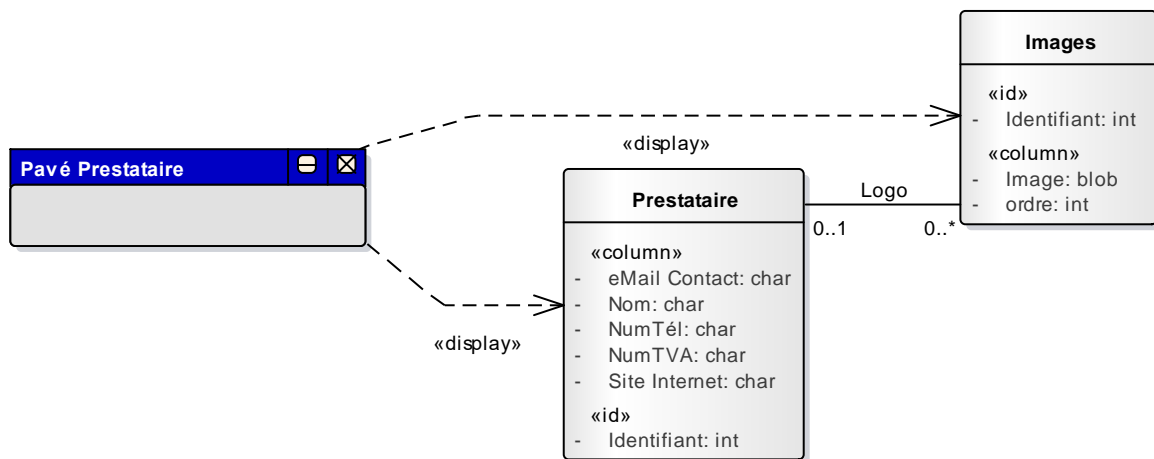 Images
«id»
- Identifiant: int
«column»
- Image: blob
- ordre: int
«display»
Pavé Prestataire
Prestataire
Logo
0..1
0..*
«column»
- eMail Contact: char
- Nom: char
- NumTél: char
- NumTVA: char
- Site Internet: char
«id»
- Identifiant: int
«display»